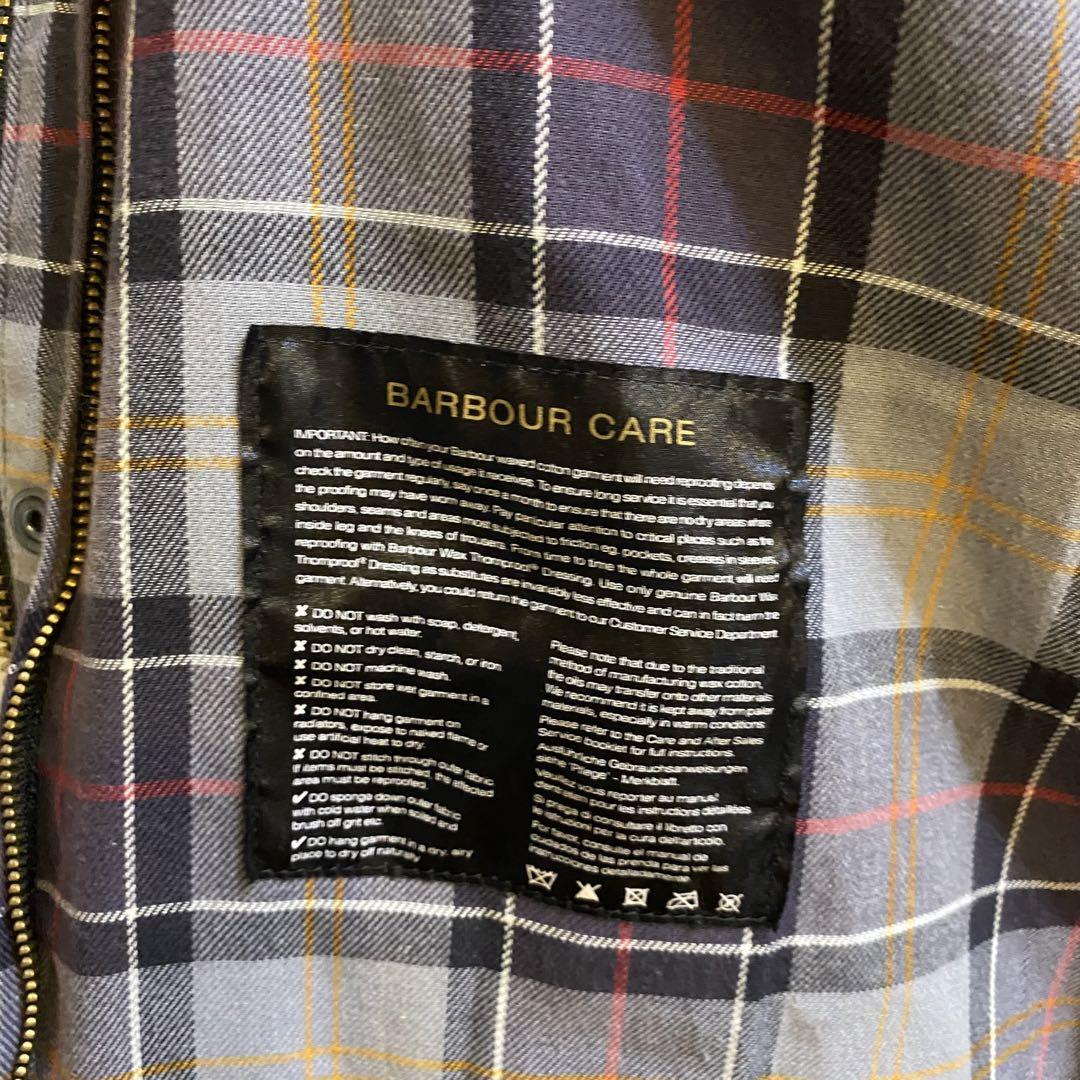 BARBOUR CARE
IMPORTANT: How often your Barbour waxed cotton garment will need reproofing depends
on the amount and type of usage it receives. To ensure long service it is essential that you
check the garment regularly, say once a month to ensure that there are no dry areas where
the proofing may have worn away. Pay particular attention to critical places such as the
shoulders, seams and areas most subjected to friction eg. pockets, creases in sleeves
inside leg and the knees of trousers. From time to time the whole garment will need
reproofing with Barbour Wax Thornproof® Dressing. Use only genuine Barbour Wax
Thornproof® Dressing as substitutes are invariably less effective and can in fact harm the
garment. Alternatively, you could return the garment to our Customer Service Department
✘ DO NOT wash with soap, detergent,
solvents, or hot water.
✘ DO NOT dry clean, starch, or iron
✘ DO NOT machine wash.
✘ DO NOT store wet garment in a
confined area.
✘ DO NOT hang garment on
radiators, expose to naked flame or
use artificial heat to dry.
✘ DO NOT stitch through outer fabric
If items must be stitched, the affected
area must be reproofed.
✔ DO sponge down outer fabric
with cold water when soiled and
brush off grit etc.
✔ DO hang garment in a dry, airy
place to dry off naturally
Please note that due to the traditional
method of manufacturing wax cotton,
the oils may transfer onto other materials
We recommend it is kept away from paler
materials, especially in warm conditions
Please refer to the Care and After Sales
Service booklet for full instructions.
Ausführliche Gebrauchsanweisungen
siehe "Pflege" - Merkblatt.
Veuillez vous reporter au manuel
d'entretien pour les instructions détaillées
Si prega di consultare il libretto con
le istruzioni per la cura dell'articolo.
Por favor, consulte el manual de
cuidados de las prenda para ver las